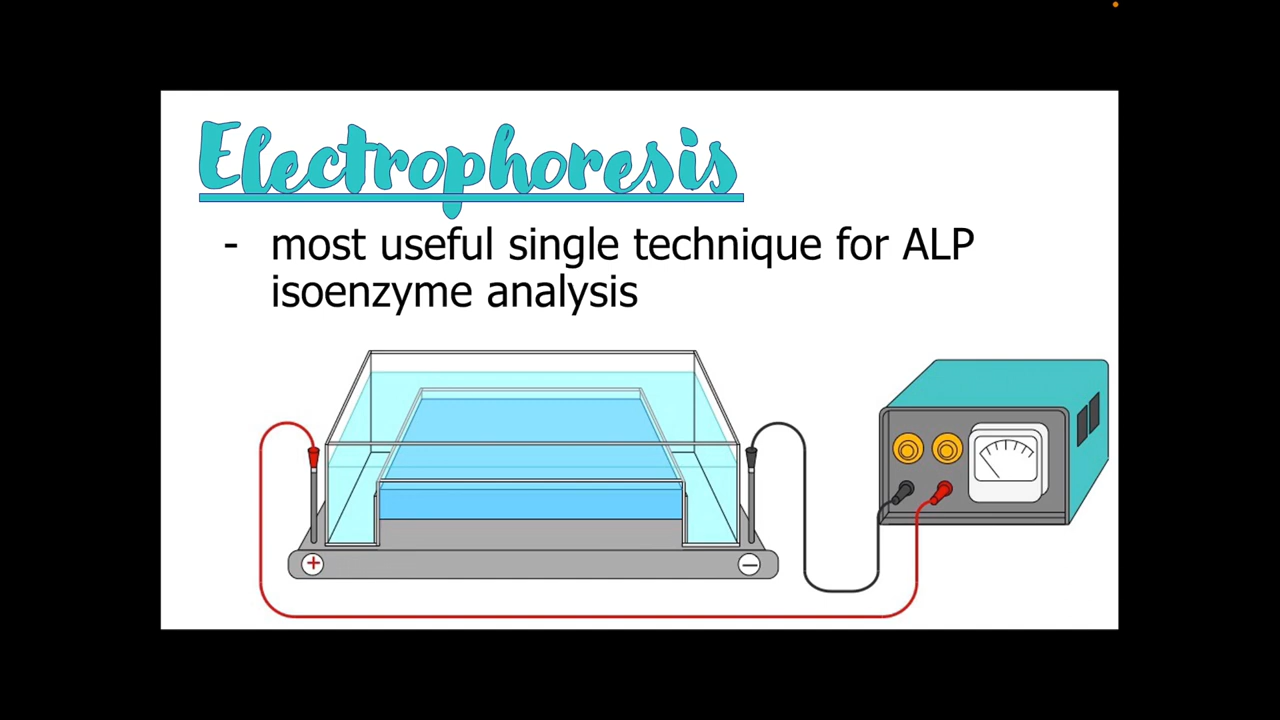 Electrophoresis
- most useful single technique for ALP
isoenzyme analysis
+ −